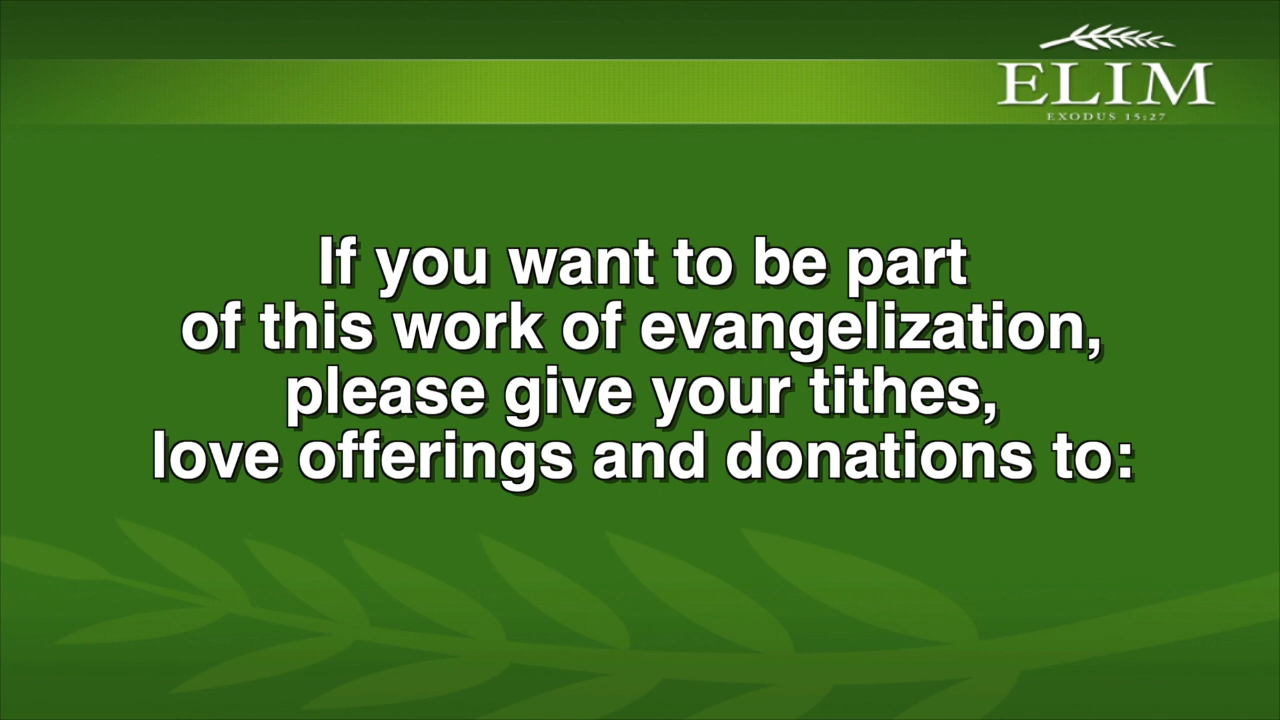 ELIM
EXODUS 15:27
If you want to be part
of this work of evangelization,
please give your tithes,
love offerings and donations to: